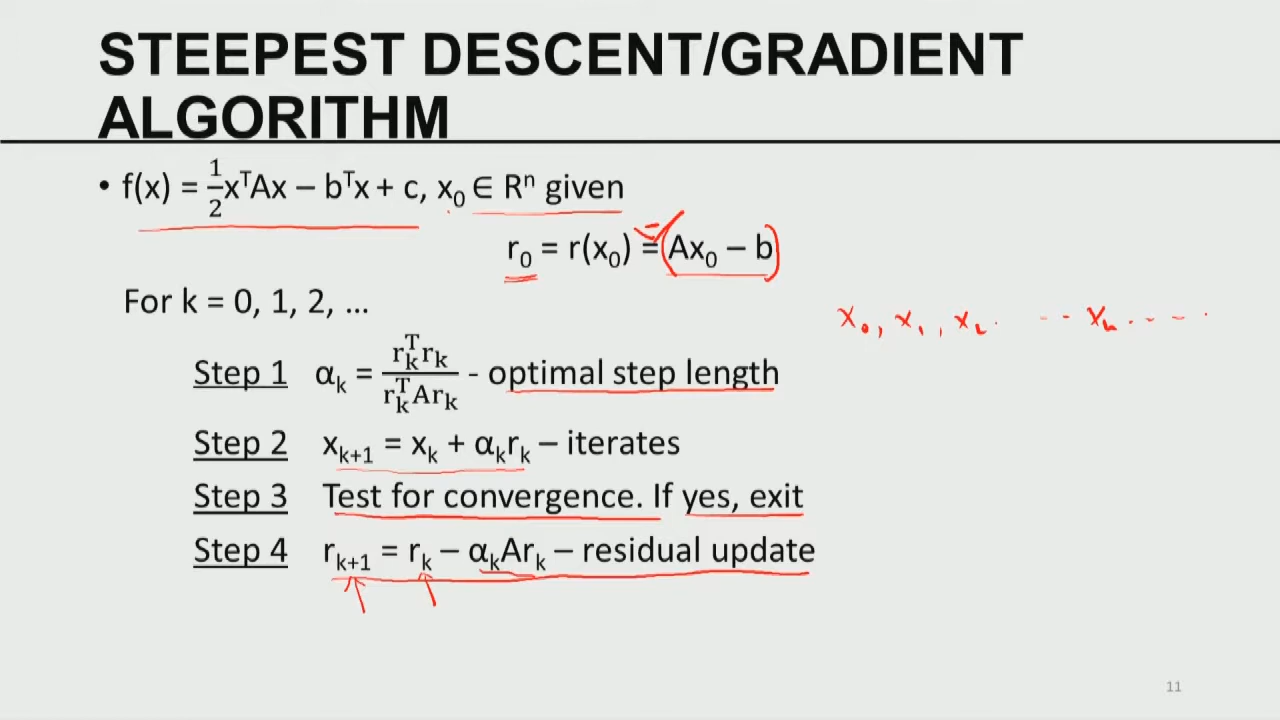 STEEPEST DESCENT/GRADIENT
ALGORITHM
• f(x) = 1/2 xᵀAx – bᵀx + c, x₀ ∈ Rⁿ given
r₀ = r(x₀) = -(Ax₀ – b)
For k = 0, 1, 2, ...
x₀, x₁, x₂ . -- xₖ . -- -- .
Step 1 αₖ = rₖᵀrₖ / rₖᵀArₖ - optimal step length
Step 2 xₖ₊₁ = xₖ + αₖrₖ – iterates
Step 3 Test for convergence. If yes, exit
Step 4 rₖ₊₁ = rₖ – αₖArₖ – residual update
11